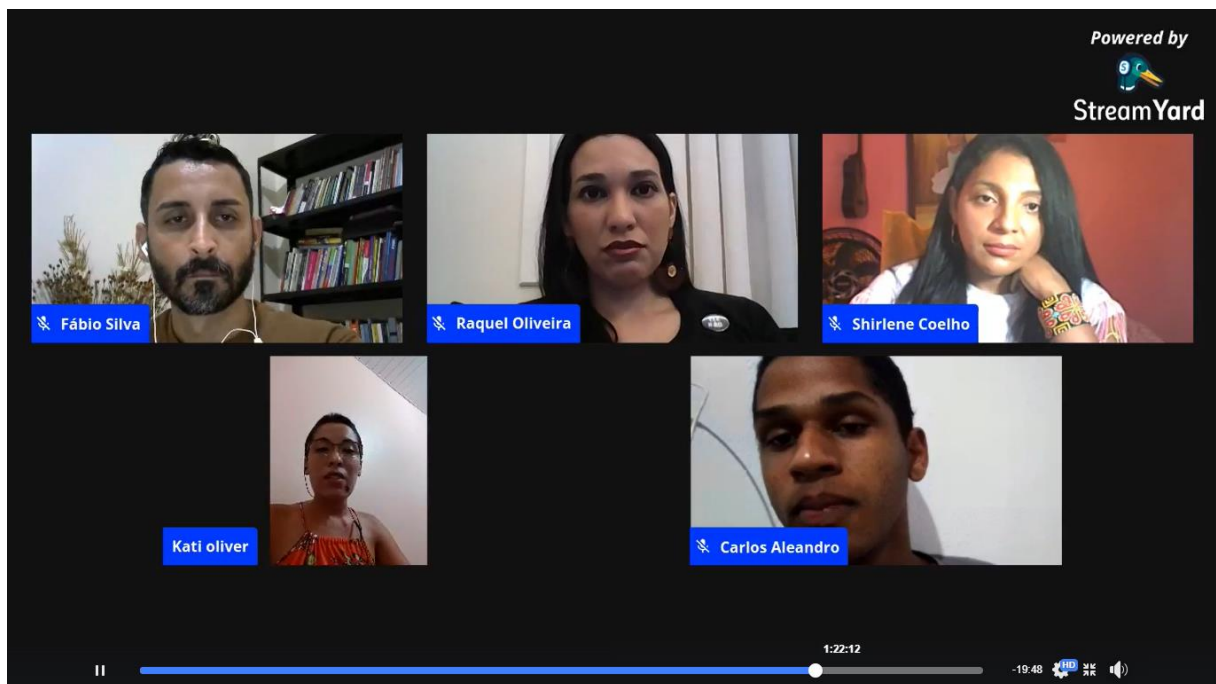 Powered by
StreamYard
Fábio Silva
Raquel Oliveira
Shirlene Coelho
Kati oliver
Carlos Aleandro
1:22:12
-19:48
HD